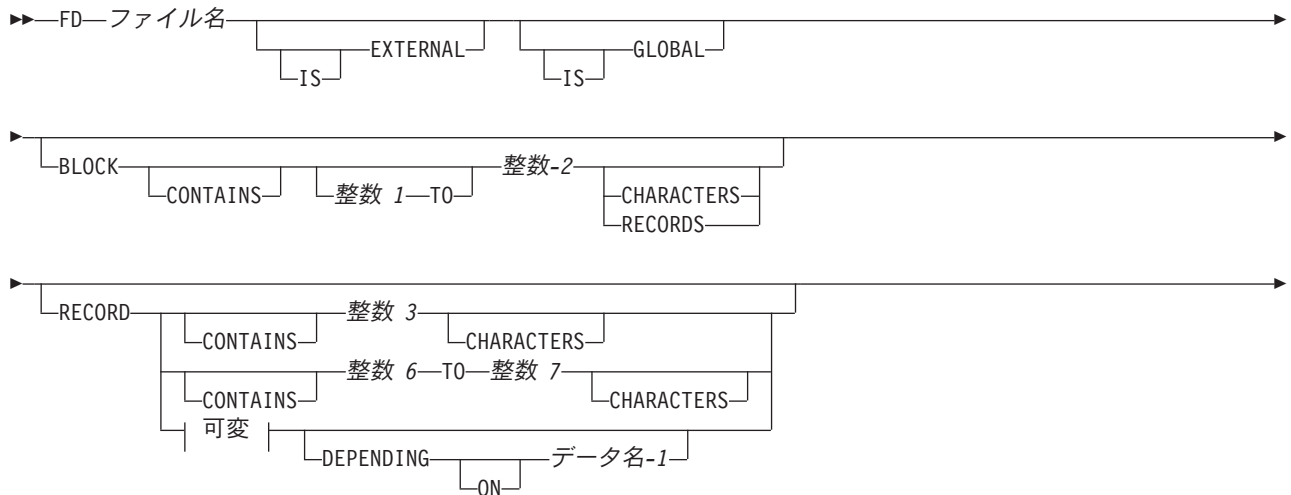 FD ファイル名 EXTERNAL GLOBAL
IS IS
BLOCK 整数-2
CONTAINS 整数 1 TO CHARACTERS
RECORDS
RECORD 整数 3
CONTAINS CHARACTERS
整数 6 TO 整数 7
CONTAINS CHARACTERS
可変
DEPENDING データ名-1
ON